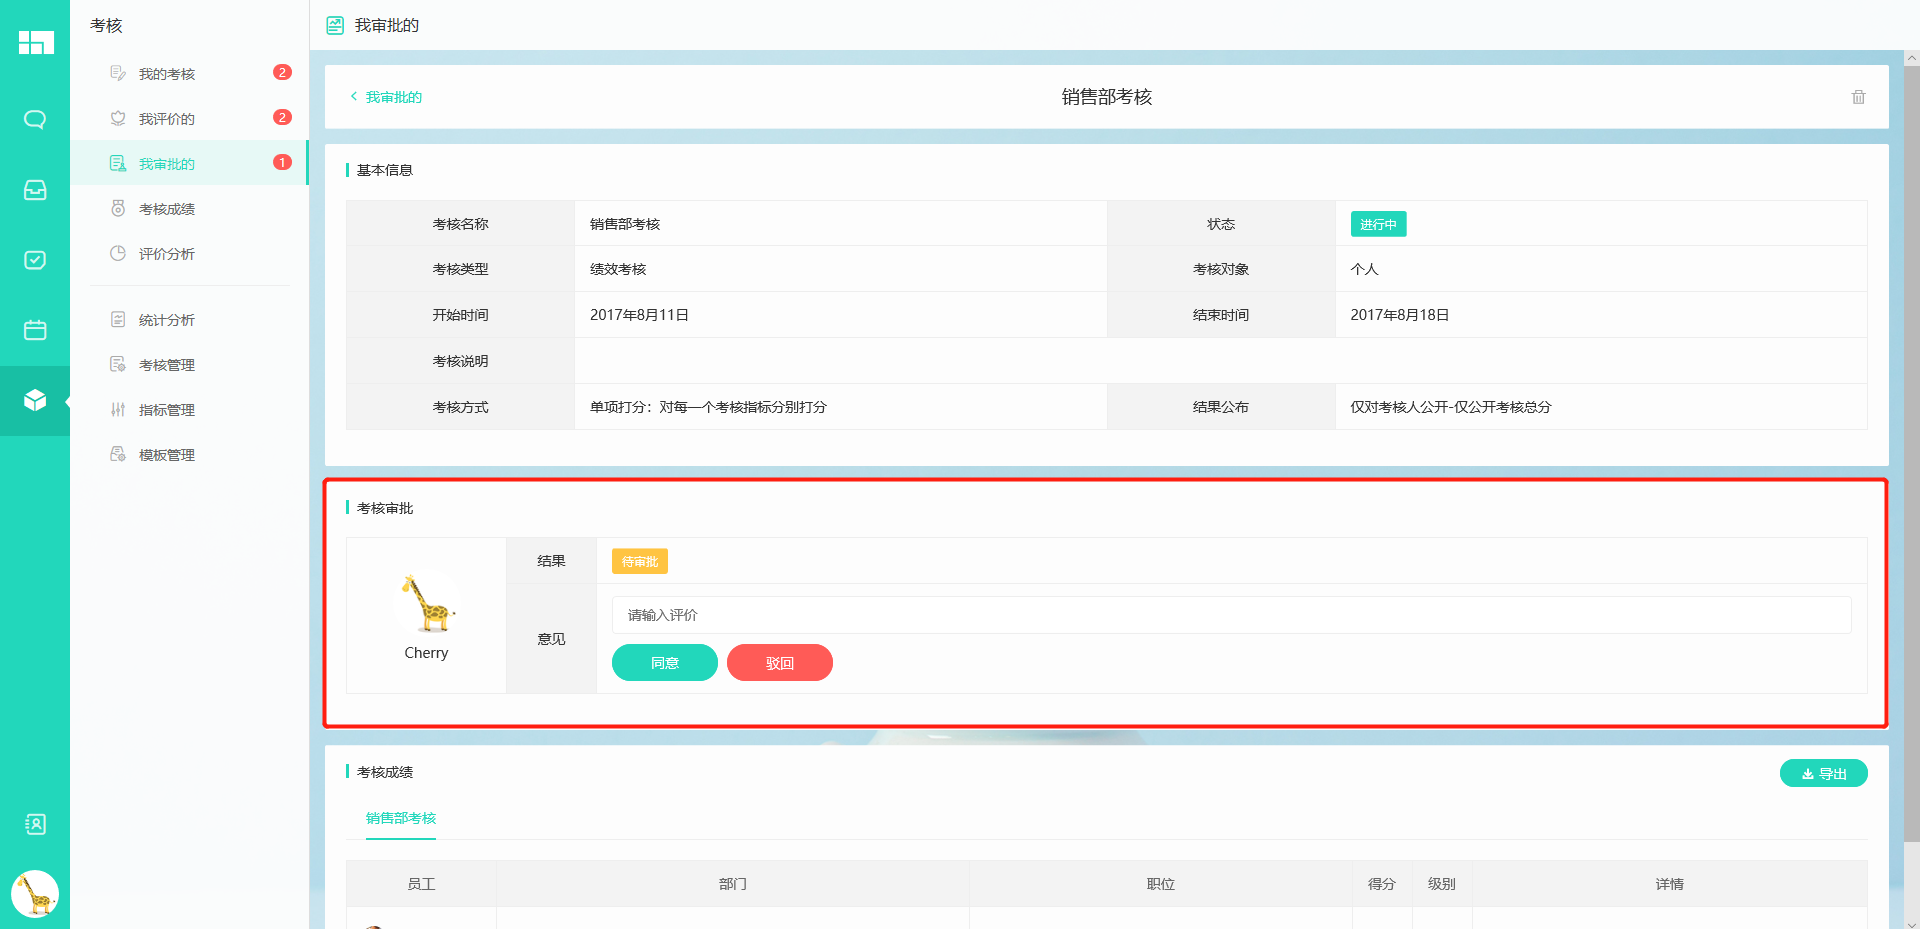 考核
我的考核 2
我评价的 2
我审批的 1
考核成绩
评价分析
统计分析
考核管理
指标管理
模板管理
我审批的
我审批的
销售部考核
基本信息
考核名称 销售部考核 状态 进行中
考核类型 绩效考核 考核对象 个人
开始时间 2017年8月11日 结束时间 2017年8月18日
考核说明
考核方式 单项打分：对每一个考核指标分别打分 结果公布 仅对考核人公开-仅公开考核总分
考核审批
Cherry
结果 待审批
意见 请输入评价
同意 驳回
考核成绩 导出
销售部考核
员工 部门 职位 得分 级别 详情